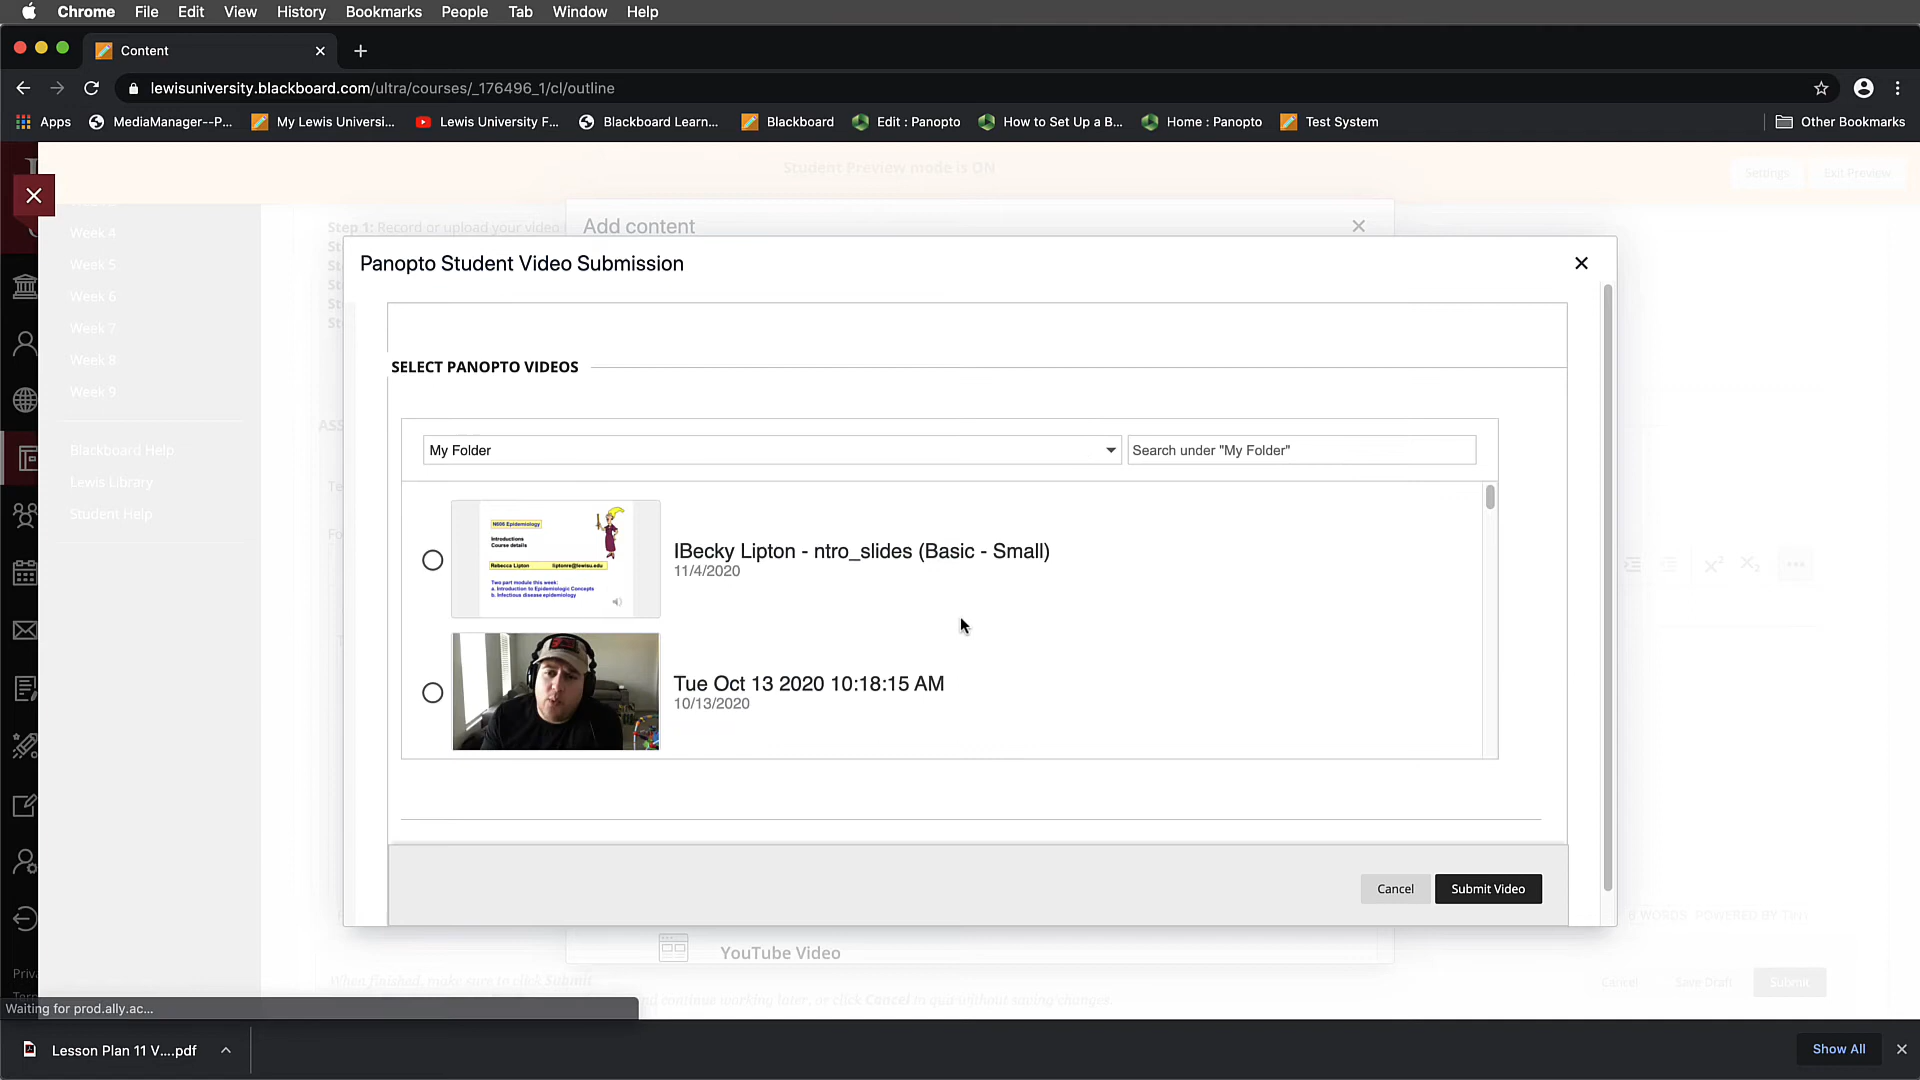 Chrome File Edit View History Bookmarks People Tab Window Help
Content
lewisuniversity.blackboard.com/ultra/courses/_176496_1/cl/outline
Apps MediaManager--P... My Lewis Universi... Lewis University F... Blackboard Learn... Blackboard Edit : Panopto How to Set Up a B... Home : Panopto Test System Other Bookmarks
Student Preview mode is ON
Settings Exit Preview
Step 1: Record or upload your video
Add content
Week 4
Week 5
Week 6
Week 7
Week 8
Week 9
Blackboard Help
Lewis Library
Student Help
Panopto Student Video Submission
SELECT PANOPTO VIDEOS
My Folder
Search under "My Folder"
N608 Epidemiology
Introductions
Course details
Rebecca Lipton liptonre@lewisu.edu
Two part module this week:
a. Introduction to Epidemiologic Concepts
b. Infectious disease epidemiology
IBecky Lipton - ntro_slides (Basic - Small)
11/4/2020
Tue Oct 13 2020 10:18:15 AM
10/13/2020
Cancel Submit Video
WORDS POWERED BY TINY
YouTube Video
When finished, make sure to click Submit.
and continue working later, or click Cancel to quit without saving changes.
Cancel Save Draft Submit
Waiting for prod.ally.ac...
Lesson Plan 11 V....pdf
Show All